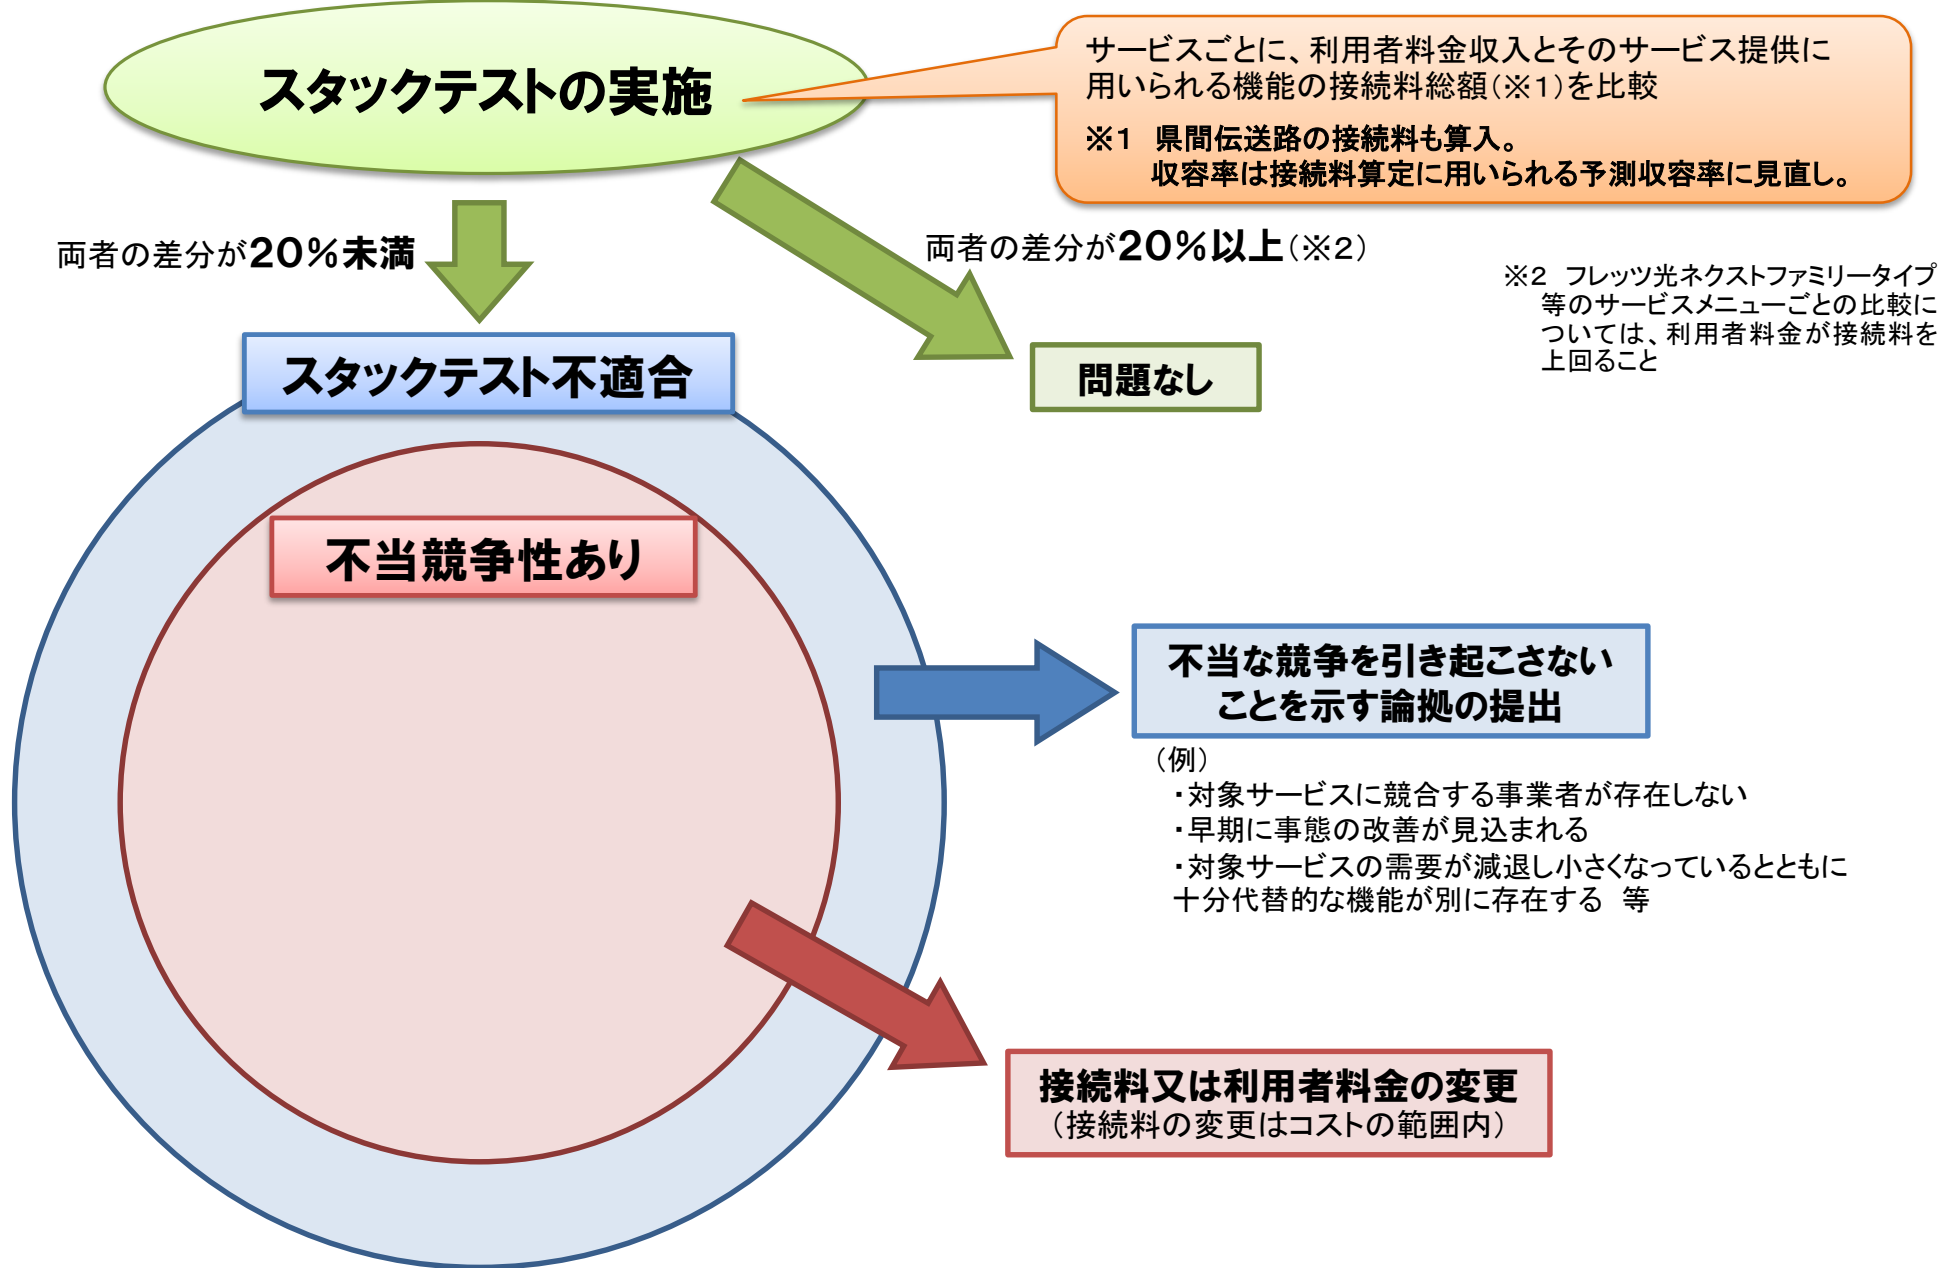 スタックテストの実施
サービスごとに、利用者料金収入とそのサービス提供に
用いられる機能の接続料総額(※1)を比較
※1　県間伝送路の接続料も算入。
収容率は接続料算定に用いられる予測収容率に見直し。
両者の差分が20%未満
両者の差分が20%以上(※2)
※2　フレッツ光ネクストファミリータイプ
等のサービスメニューごとの比較に
ついては、利用者料金が接続料を
上回ること
スタックテスト不適合
問題なし
不当競争性あり
不当な競争を引き起こさない
ことを示す論拠の提出
(例)
・対象サービスに競合する事業者が存在しない
・早期に事態の改善が見込まれる
・対象サービスの需要が減退し小さくなっているとともに
十分代替的な機能が別に存在する　等
接続料又は利用者料金の変更
(接続料の変更はコストの範囲内)